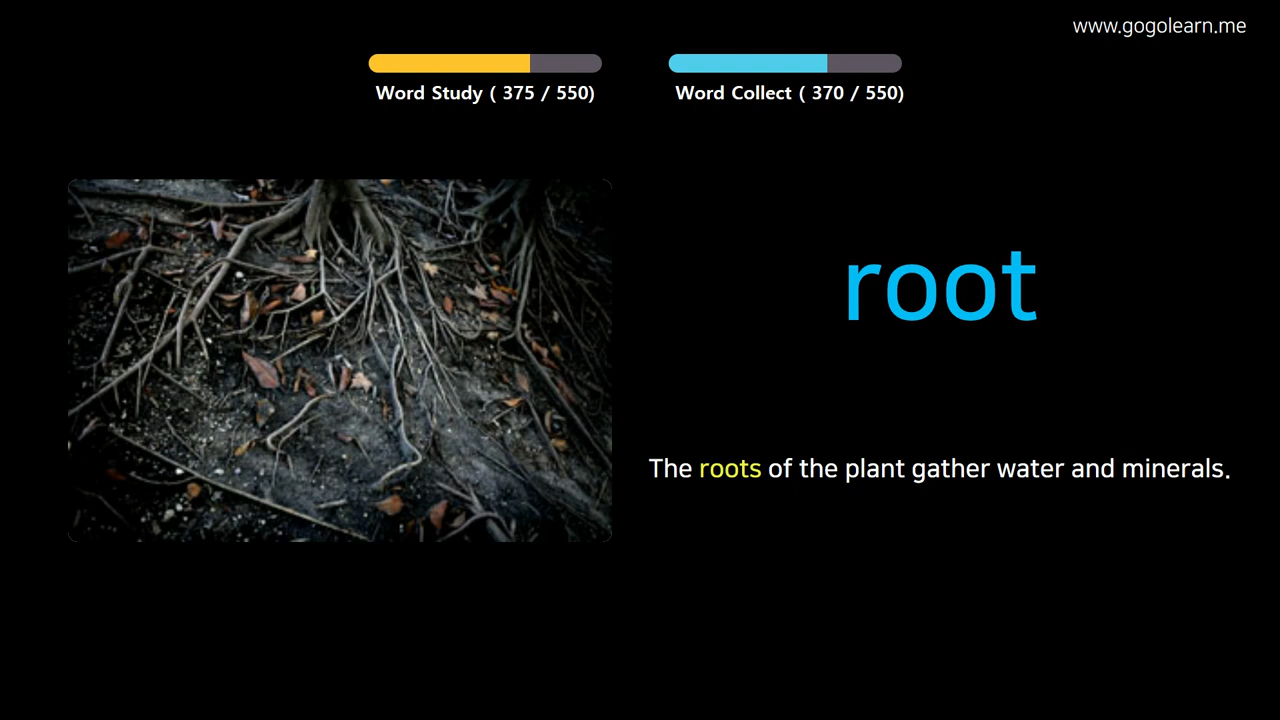 www.gogolearn.me
Word Study ( 375 / 550)
Word Collect ( 370 / 550)
root
The roots of the plant gather water and minerals.